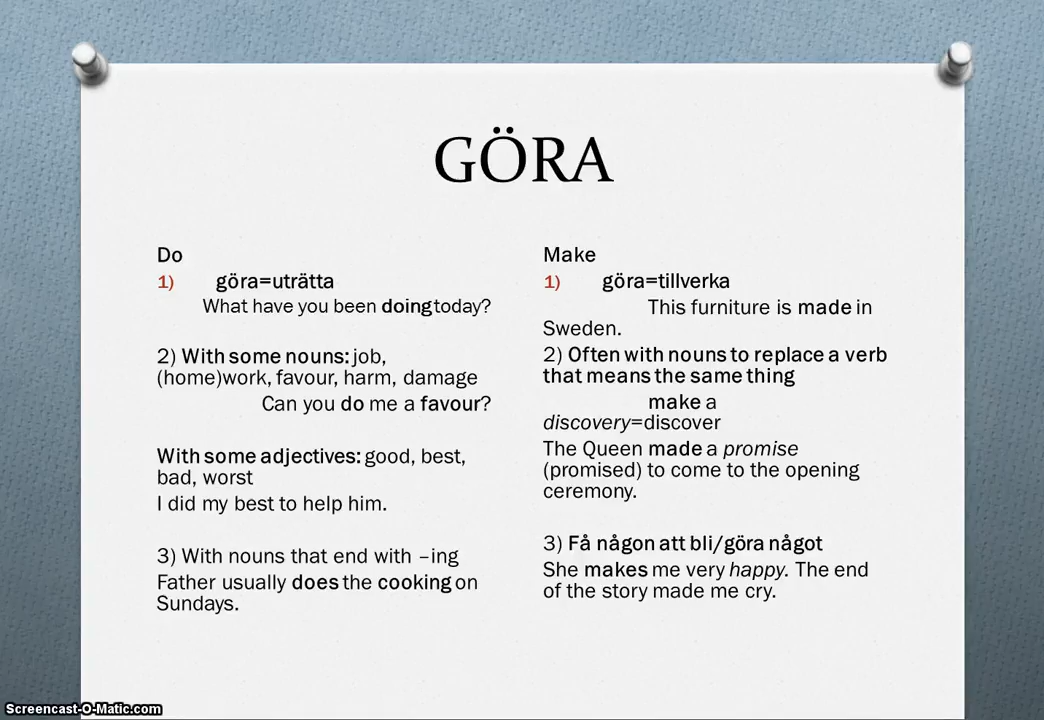 GÖRA
Do
1) göra=uträtta
What have you been doing today?
2) With some nouns: job,
(home)work, favour, harm, damage
Can you do me a favour?
With some adjectives: good, best,
bad, worst
I did my best to help him.
3) With nouns that end with –ing
Father usually does the cooking on
Sundays.
Make
1) göra=tillverka
This furniture is made in
Sweden.
2) Often with nouns to replace a verb
that means the same thing
make a
discovery=discover
The Queen made a promise
(promised) to come to the opening
ceremony.
3) Få någon att bli/göra något
She makes me very happy. The end
of the story made me cry.
Screencast-O-Matic.com